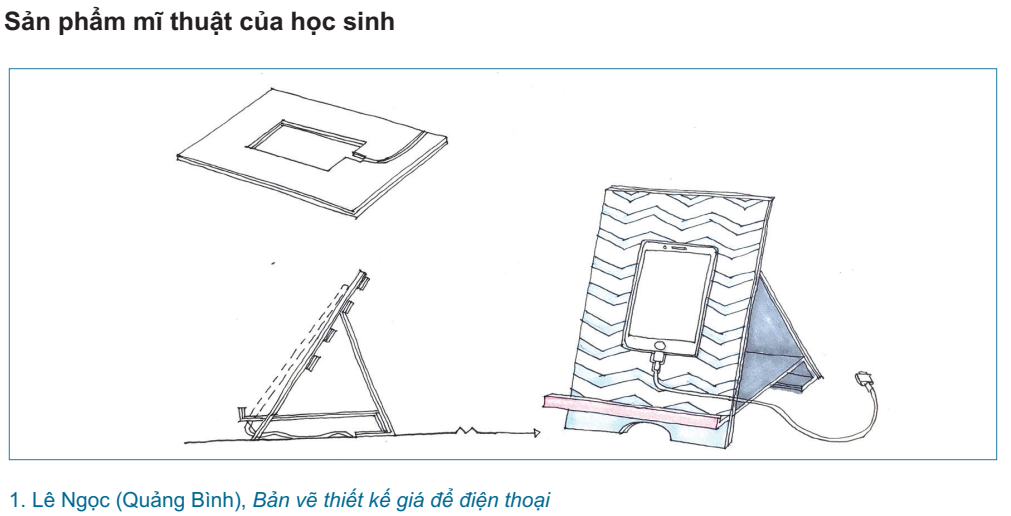 Sản phẩm mĩ thuật của học sinh
1. Lê Ngọc (Quảng Bình), Bản vẽ thiết kế giá để điện thoại